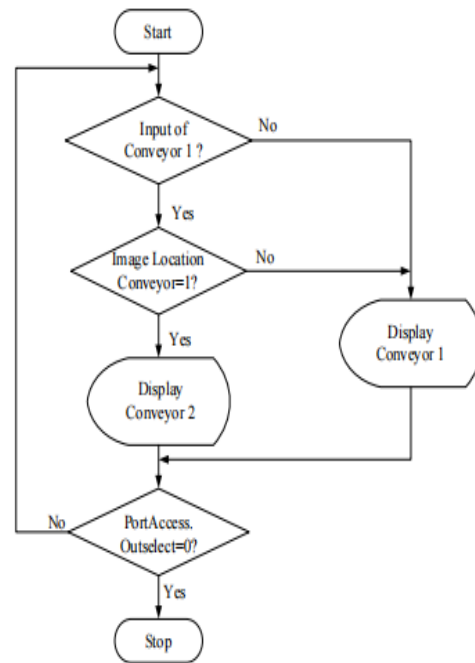 Start
Input of
Conveyor 1 ?
No
Yes
Image Location
Conveyor=1?
No
Yes
Display
Conveyor 1
Display
Conveyor 2
PortAccess.
Outselect=0?
No
Yes
Stop